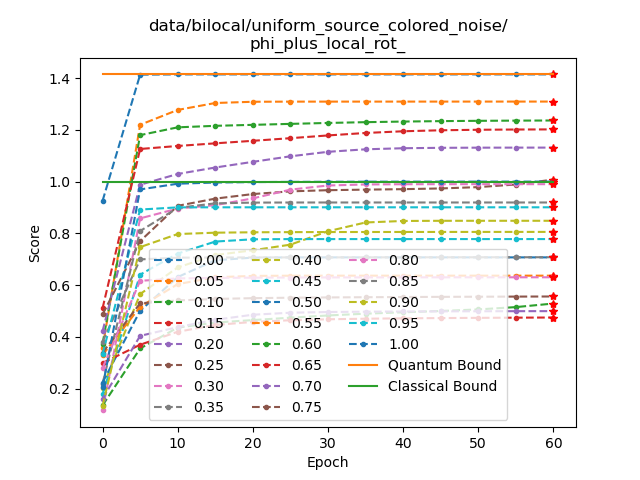 data/bilocal/uniform_source_colored_noise/
phi_plus_local_rot_
Score
1.4
1.2
1.0
0.8
0.6
0.4
0.2
0.00 0.40 0.80
0.05 0.45 0.85
0.10 0.50 0.90
0.15 0.55 0.95
0.20 0.60 1.00
0.25 0.65 Quantum Bound
0.30 0.70 Classical Bound
0.35 0.75
0 10 20 30 40 50 60
Epoch